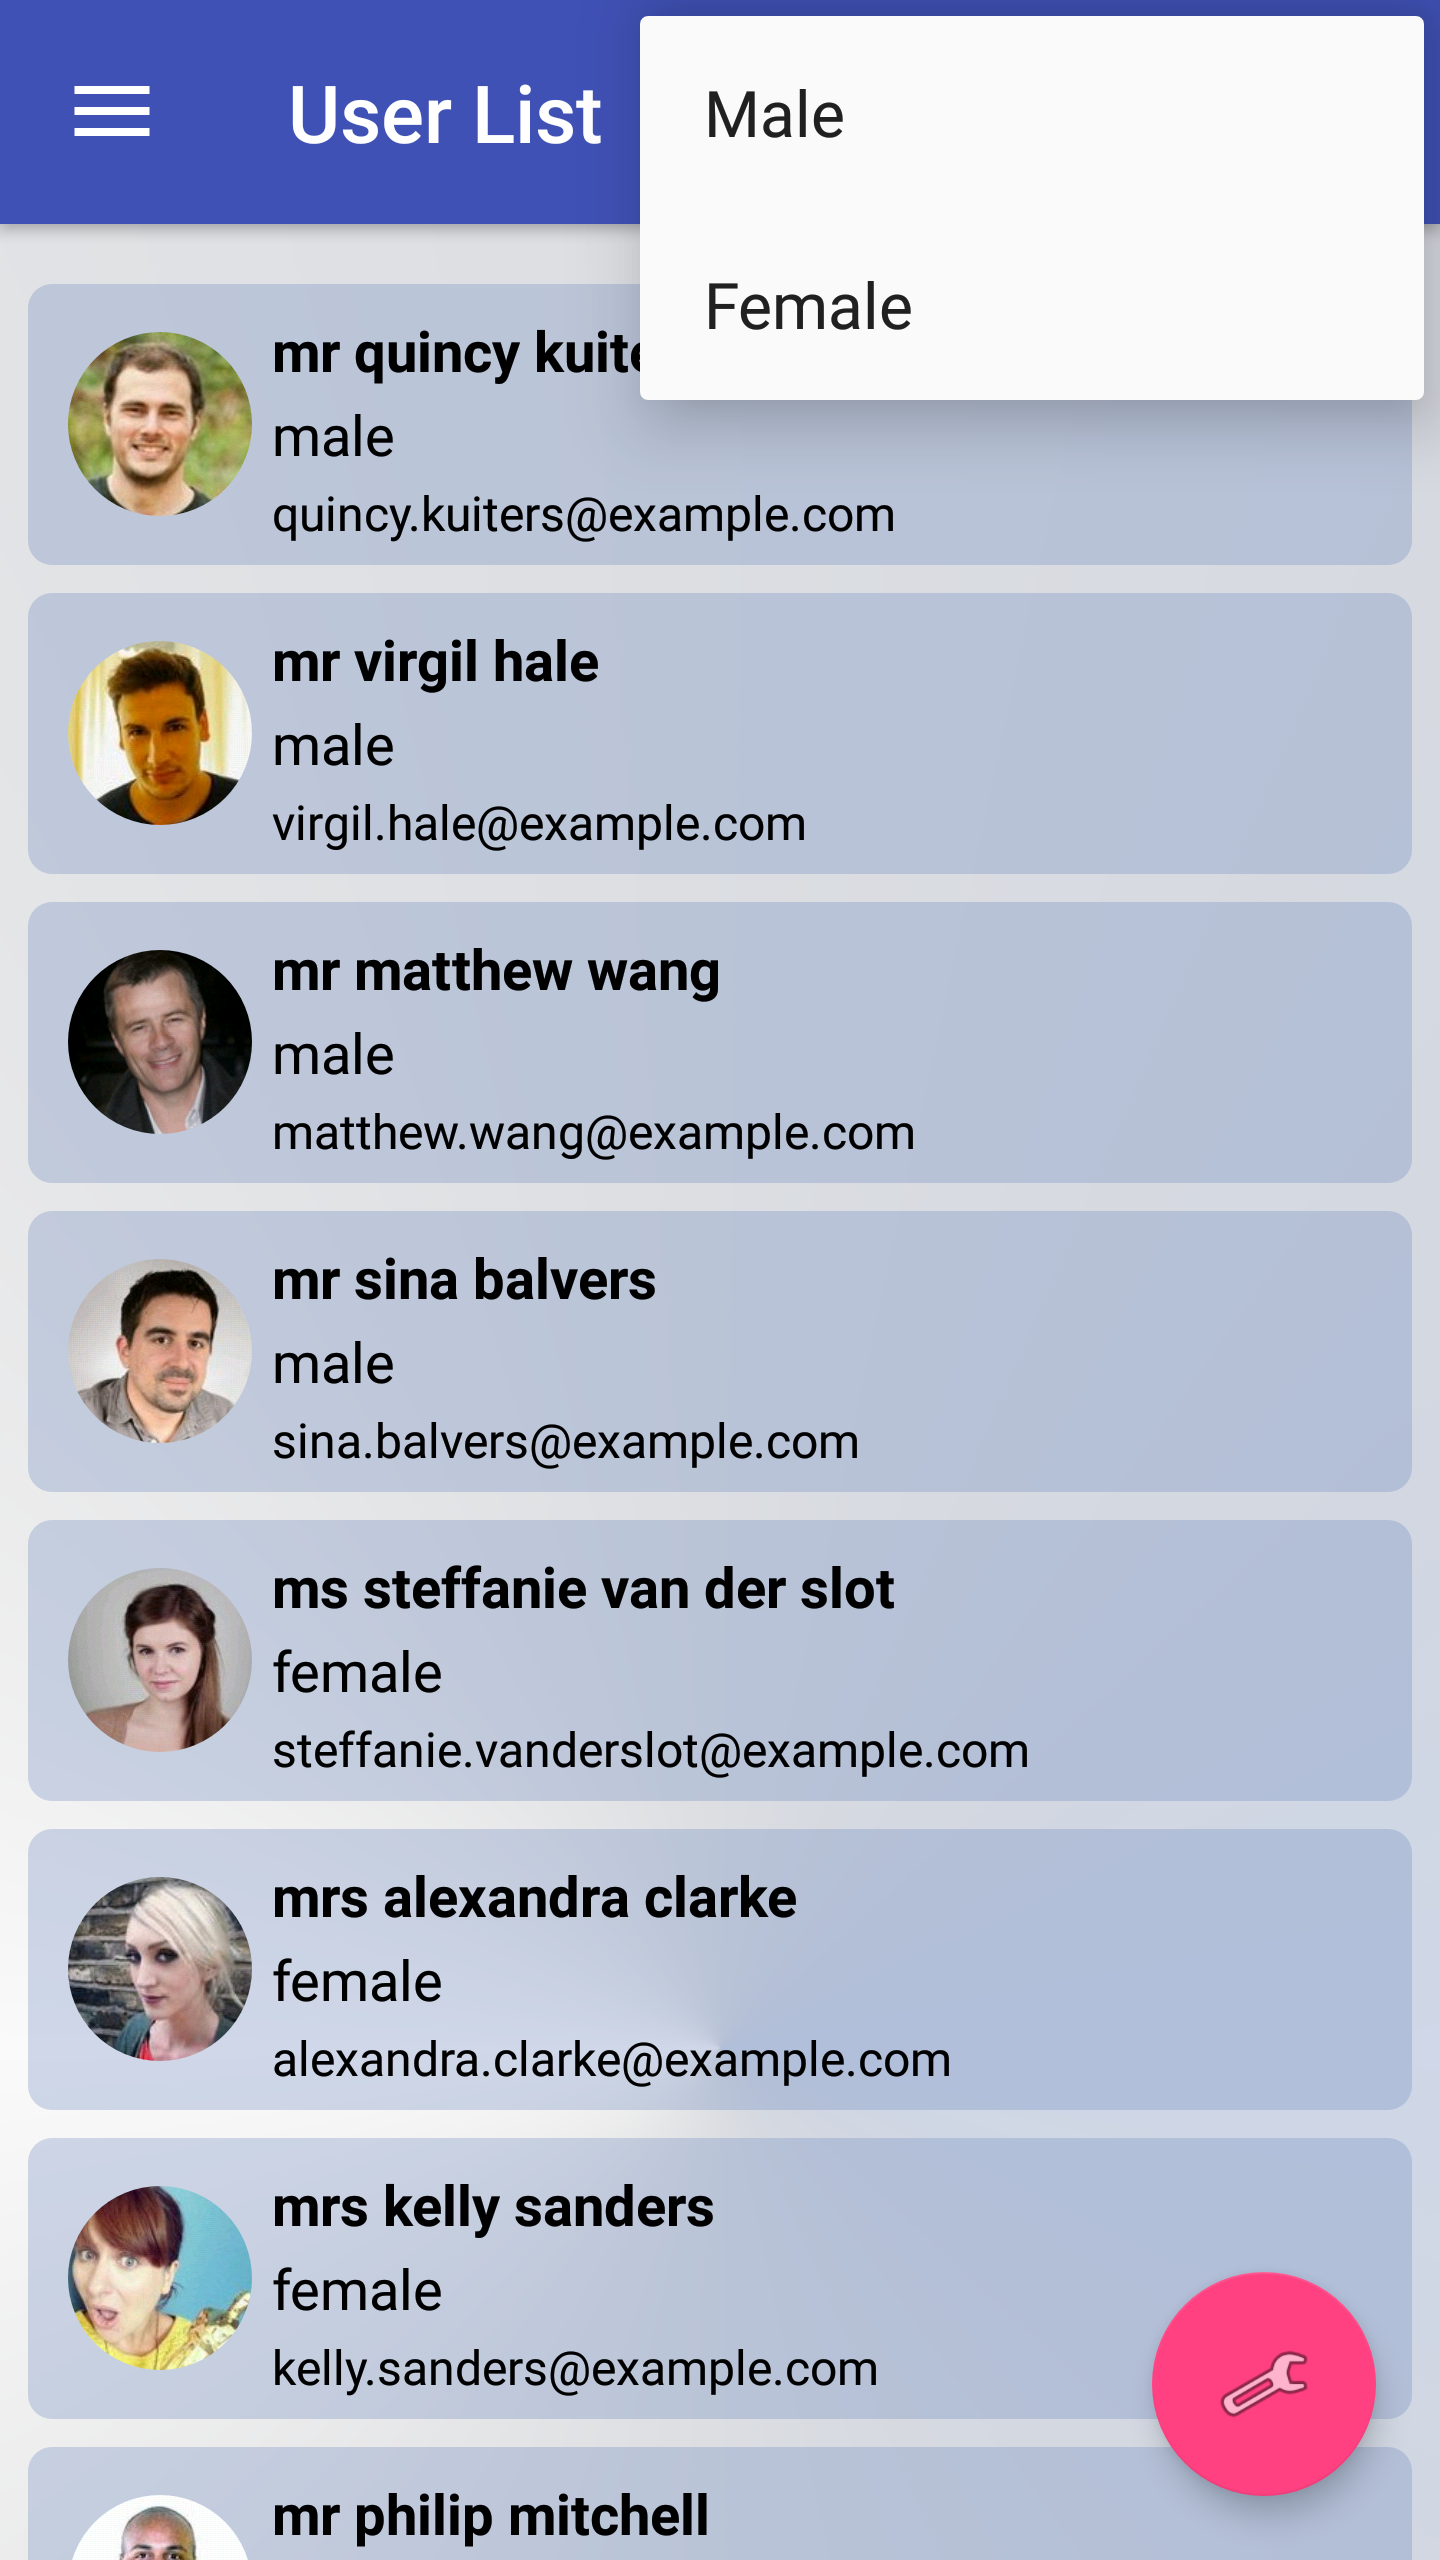 User List
Male
Female
mr quincy
male
quincy.kuiters@example.com
mr virgil hale
male
virgil.hale@example.com
mr matthew wang
male
matthew.wang@example.com
mr sina balvers
male
sina.balvers@example.com
ms steffanie van der slot
female
steffanie.vanderslot@example.com
mrs alexandra clarke
female
alexandra.clarke@example.com
mrs kelly sanders
female
kelly.sanders@example.com
mr philip mitchell